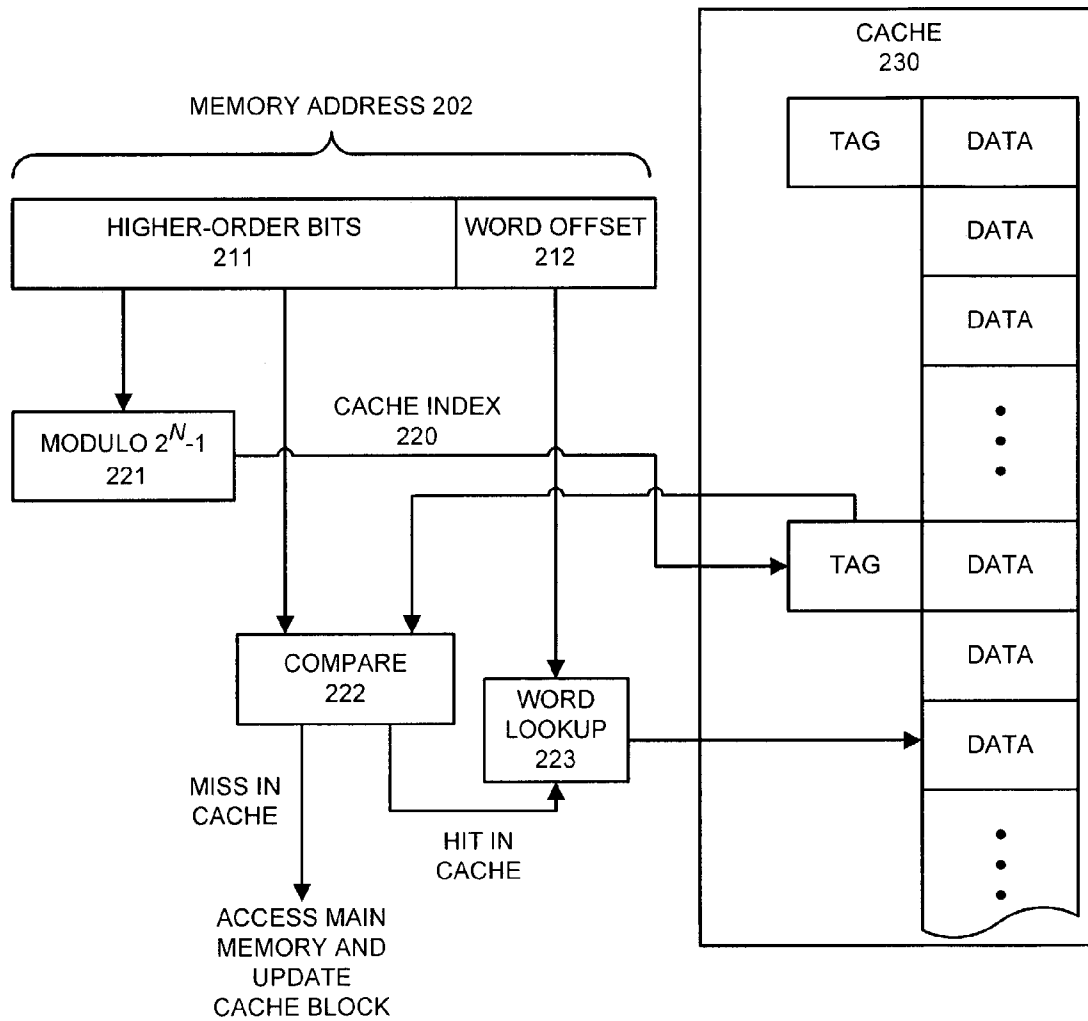 CACHE
230
MEMORY ADDRESS 202
TAG
DATA
HIGHER-ORDER BITS
211
WORD OFFSET
212
DATA
DATA
CACHE INDEX
220
MODULO 2^N-1
221
TAG
DATA
COMPARE
222
DATA
WORD
LOOKUP
223
DATA
MISS IN
CACHE
HIT IN
CACHE
ACCESS MAIN
MEMORY AND
UPDATE
CACHE BLOCK